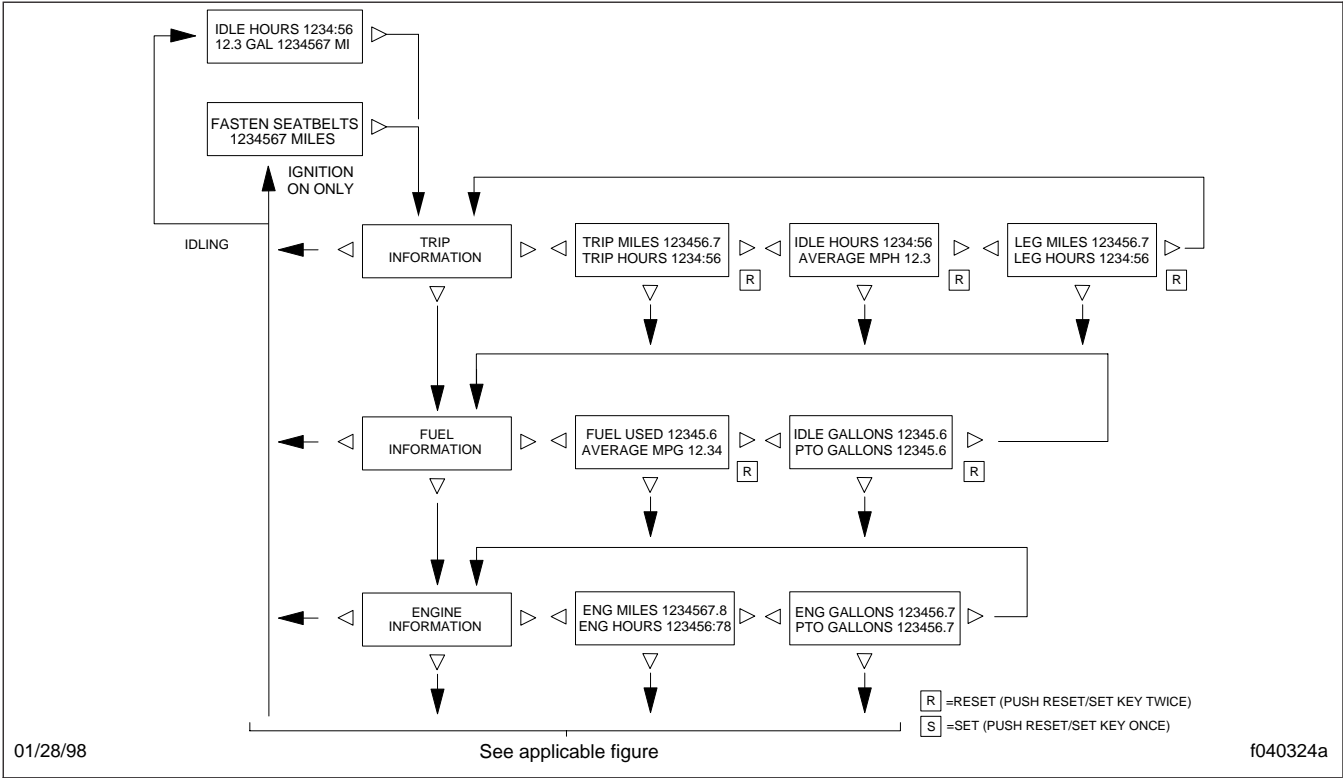 IDLE HOURS 1234:56
12.3 GAL 1234567 MI
FASTEN SEATBELTS
1234567 MILES
IGNITION
ON ONLY
IDLING
TRIP
INFORMATION
TRIP MILES 123456.7
TRIP HOURS 1234:56
R
IDLE HOURS 1234:56
AVERAGE MPH 12.3
R
LEG MILES 123456.7
LEG HOURS 1234:56
R
FUEL
INFORMATION
FUEL USED 12345.6
AVERAGE MPG 12.34
R
IDLE GALLONS 12345.6
PTO GALLONS 12345.6
R
ENGINE
INFORMATION
ENG MILES 1234567.8
ENG HOURS 123456:78
ENG GALLONS 123456.7
PTO GALLONS 123456.7
R =RESET (PUSH RESET/SET KEY TWICE)
S =SET (PUSH RESET/SET KEY ONCE)
01/28/98
See applicable figure
f040324a